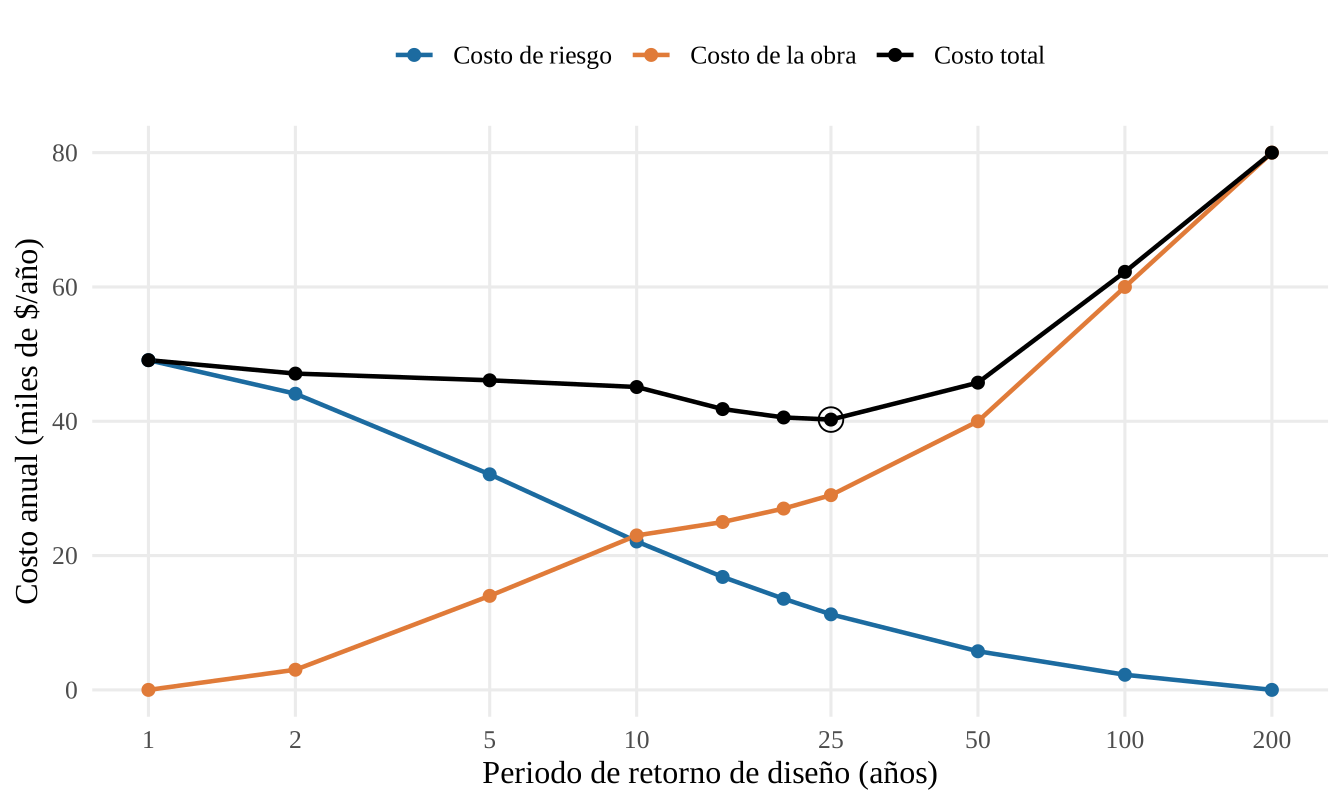 Costo de riesgo Costo de la obra Costo total
Costo anual (miles de $/año)
80
60
40
20
0
1 2 5 10 25 50 100 200
Periodo de retorno de diseño (años)